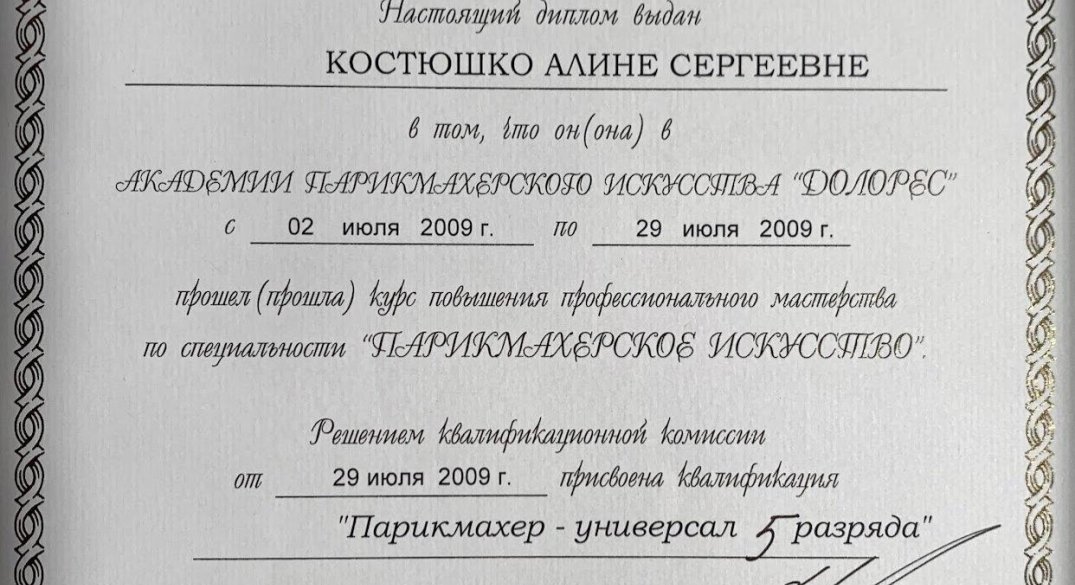 Настоящий диплом выдан
КОСТЮШКО АЛИНЕ СЕРГЕЕВНЕ
в том, что он(она) в
АКАДЕМИИ ПАРИКМАХЕРСКОГО ИСКУССТВА "ДОЛОРЕС"
с 02 июля 2009 г. по 29 июля 2009 г.
прошел(прошла) курс повышения профессионального мастерства
по специальности "ПАРИКМАХЕРСКОЕ ИСКУССТВО".
Решением квалификационной комиссии
от 29 июля 2009 г. присвоена квалификация
"Парикмахер - универсал 5 разряда"